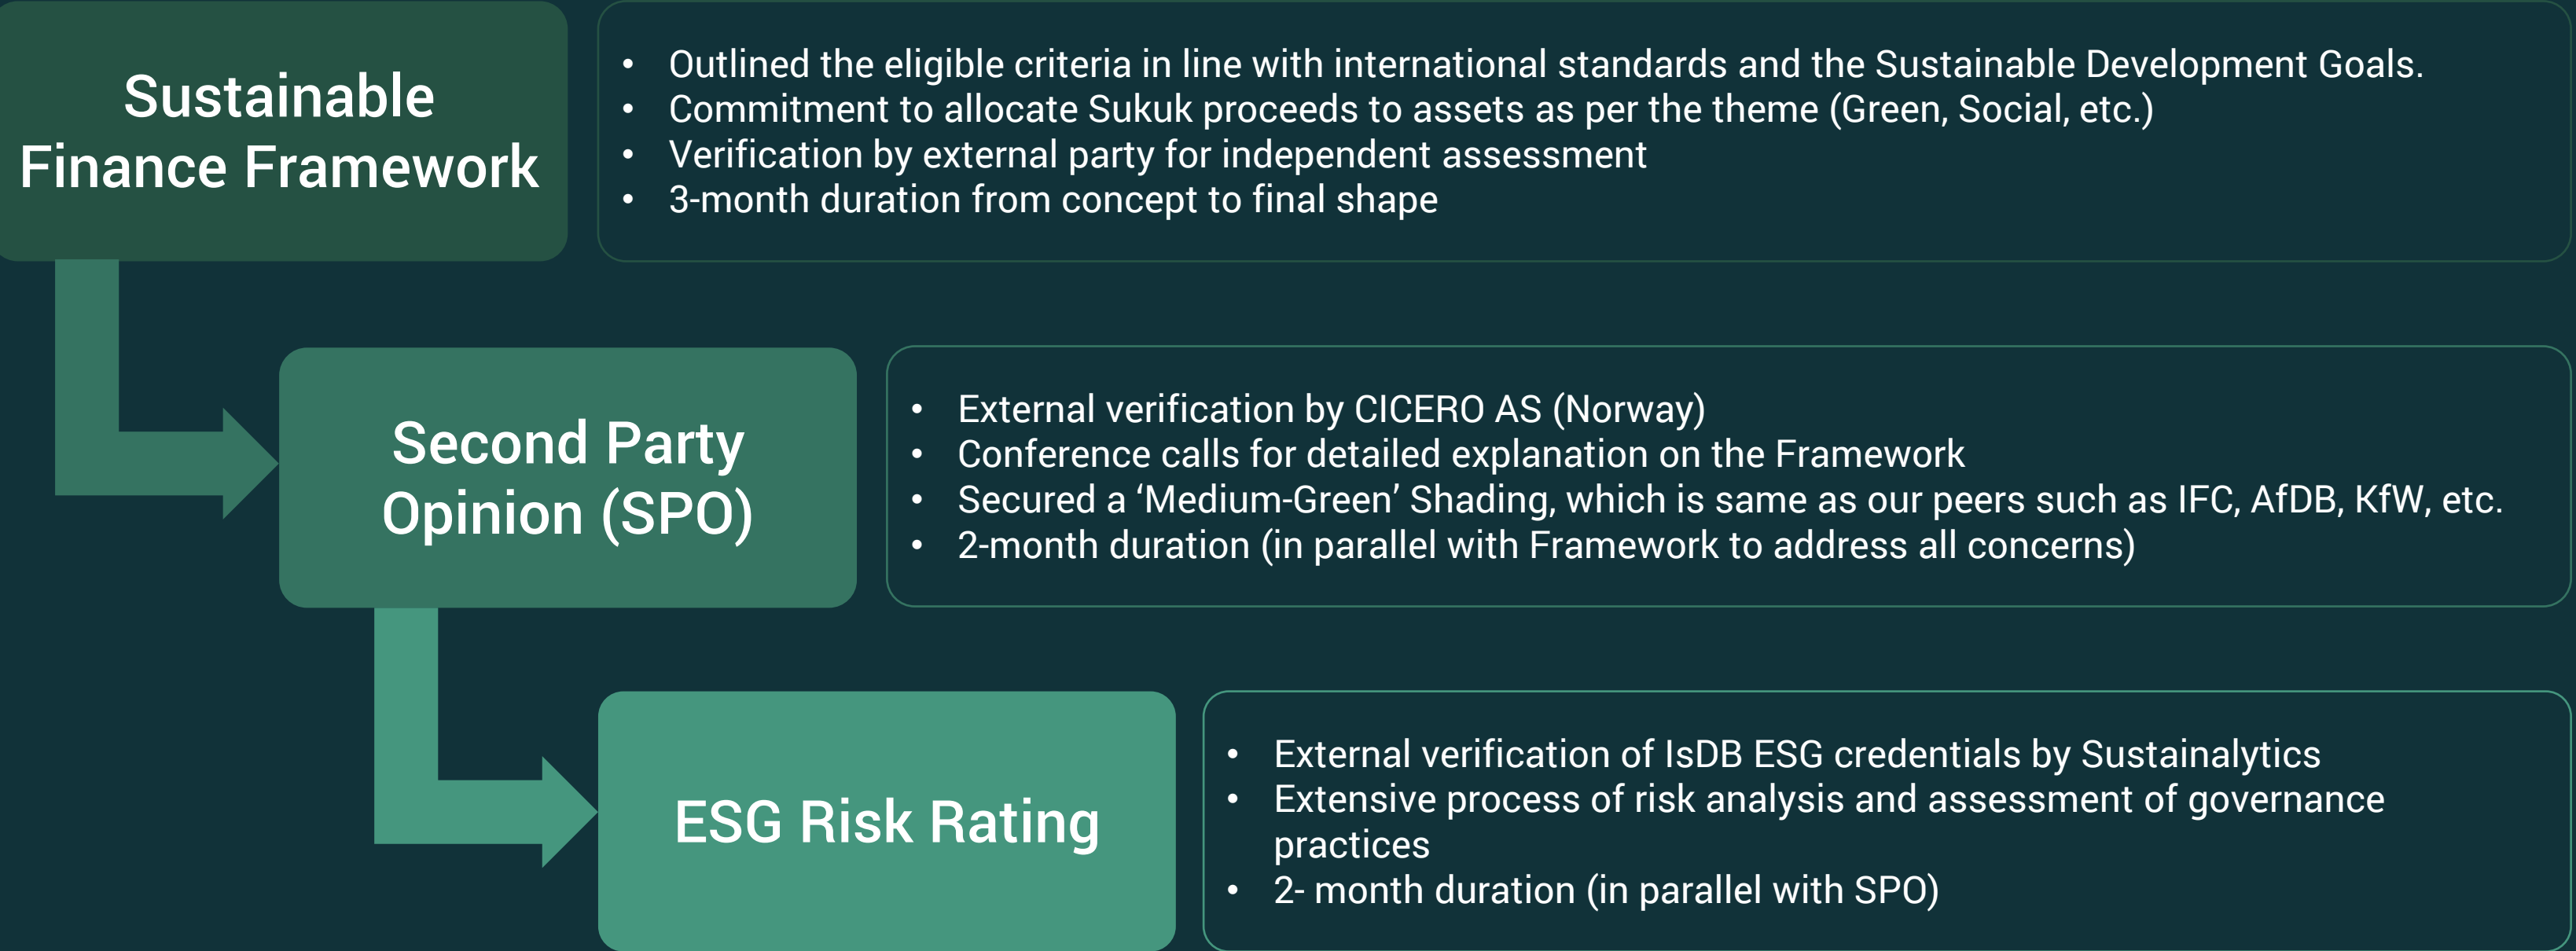 Sustainable
Finance Framework
• Outlined the eligible criteria in line with international standards and the Sustainable Development Goals.
• Commitment to allocate Sukuk proceeds to assets as per the theme (Green, Social, etc.)
• Verification by external party for independent assessment
• 3-month duration from concept to final shape
Second Party
Opinion (SPO)
• External verification by CICERO AS (Norway)
• Conference calls for detailed explanation on the Framework
• Secured a ‘Medium-Green’ Shading, which is same as our peers such as IFC, AfDB, KfW, etc.
• 2-month duration (in parallel with Framework to address all concerns)
ESG Risk Rating
• External verification of IsDB ESG credentials by Sustainalytics
• Extensive process of risk analysis and assessment of governance
practices
• 2- month duration (in parallel with SPO)